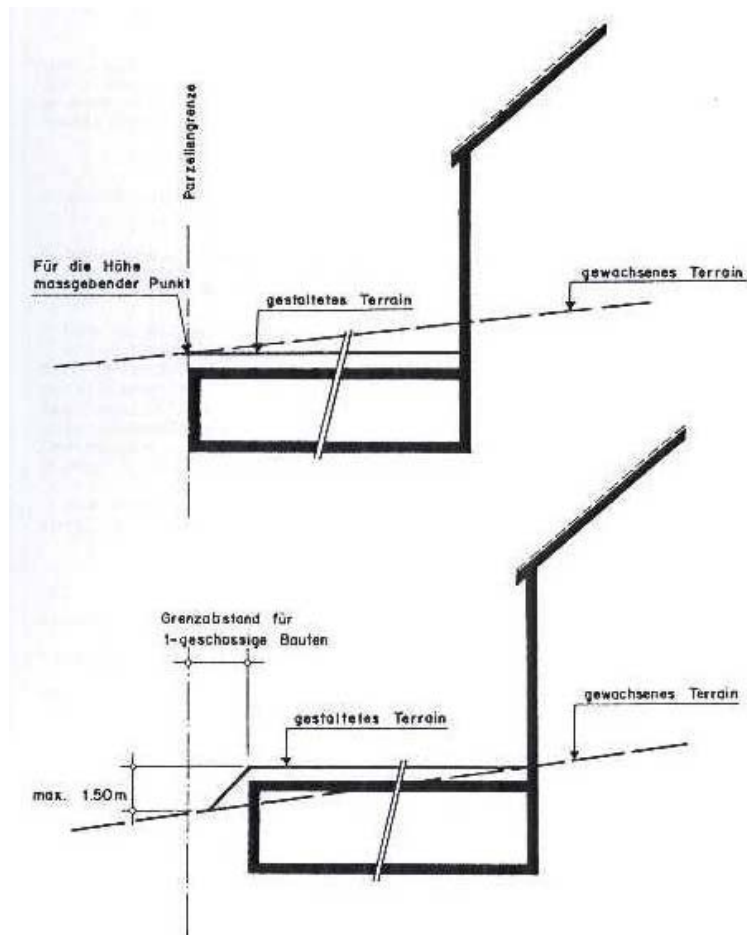 Parzellengrenze
Für die Höhe
massgebender Punkt
gestaltetes Terrain
gewachsenes Terrain
Grenzabstand für
1-geschossige Bauten
gestaltetes Terrain
gewachsenes Terrain
max. 1.50m